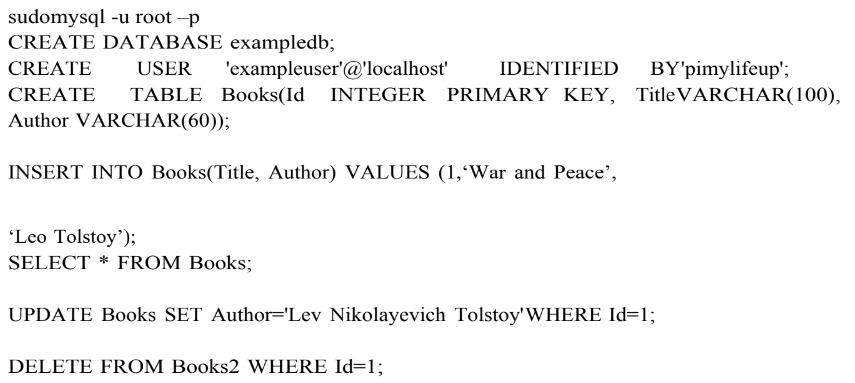 sudomysql -u root –p
CREATE DATABASE exampledb;
CREATE USER 'exampleuser'@'localhost' IDENTIFIED BY'pimylifeup';
CREATE TABLE Books(Id INTEGER PRIMARY KEY, TitleVARCHAR(100),
Author VARCHAR(60));
INSERT INTO Books(Title, Author) VALUES (1,‘War and Peace’,
‘Leo Tolstoy’);
SELECT * FROM Books;
UPDATE Books SET Author='Lev Nikolayevich Tolstoy'WHERE Id=1;
DELETE FROM Books2 WHERE Id=1;